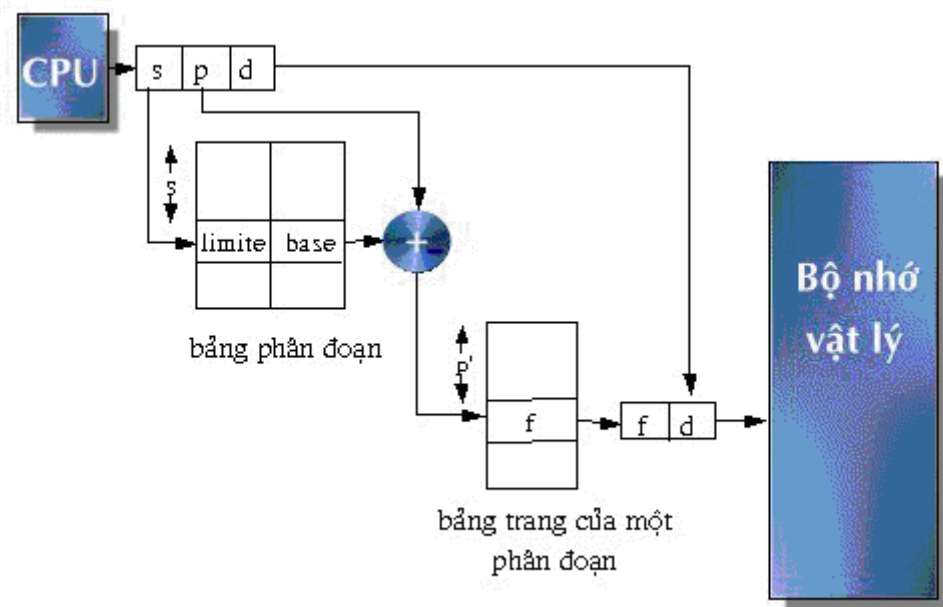 CPU
s p d
s
limite base
+
bảng phân đoạn
p'
f
f d
bảng trang của một
phân đoạn
Bộ nhớ
vật lý